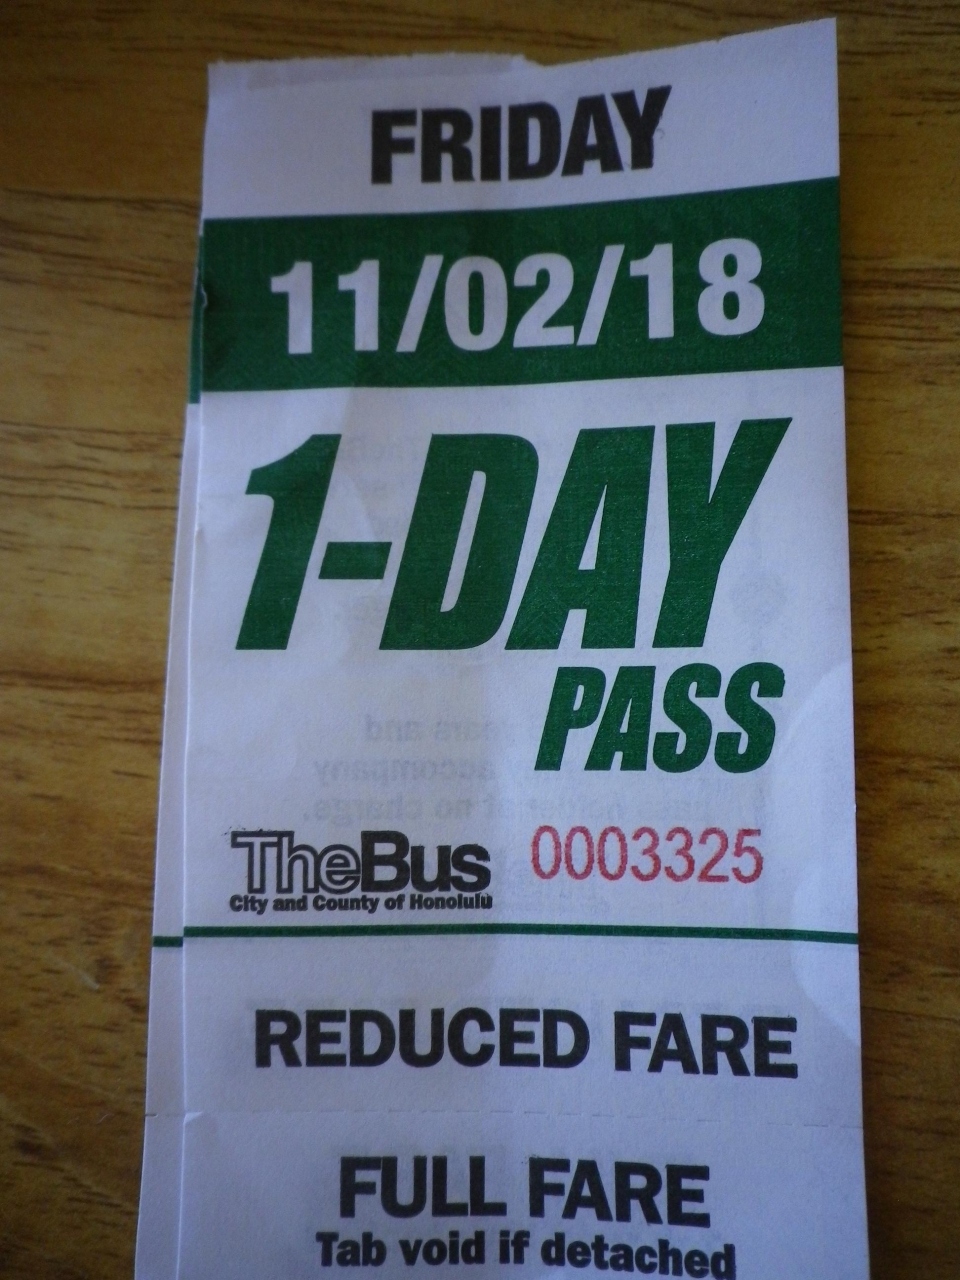 FRIDAY
11/02/18
1-DAY
PASS
TheBus 0003325
City and County of Honolulu
REDUCED FARE
FULL FARE
Tab void if detached